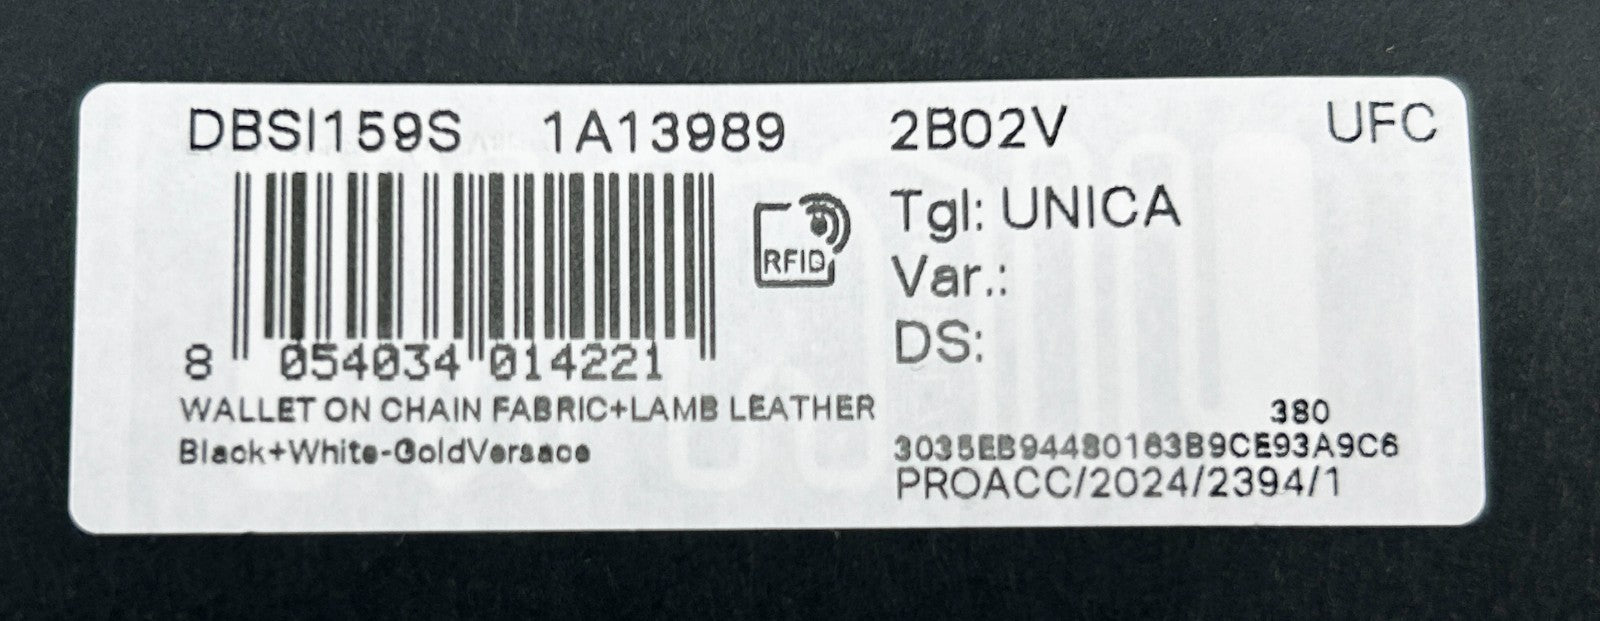 DBSI159S 1A13989 2B02V UFC
RFID
Tgl: UNICA
Var.:
DS:
8 054034 014221
WALLET ON CHAIN FABRIC+LAMB LEATHER
Black+White-GoldVersace
380
3035EB94480163B9CE93A9C6
PROACC/2024/2394/1